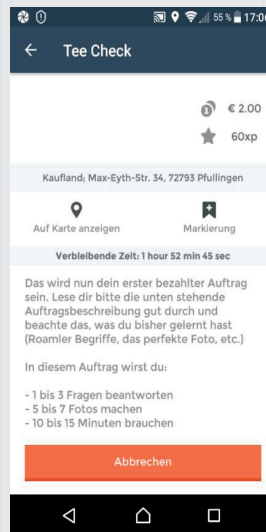 55 % 17:06
Tee Check
€ 2.00
60xp
Kaufland; Max-Eyth-Str. 34, 72793 Pfullingen
Auf Karte anzeigen
Markierung
Verbleibende Zeit: 1 hour 52 min 45 sec
Das wird nun dein erster bezahlter Auftrag
sein. Lese dir bitte die unten stehende
Auftragsbeschreibung gut durch und
beachte das, was du bisher gelernt hast
(Roamler Begriffe, das perfekte Foto, etc.)
In diesem Auftrag wirst du:
- 1 bis 3 Fragen beantworten
- 5 bis 7 Fotos machen
- 10 bis 15 Minuten brauchen
Abbrechen